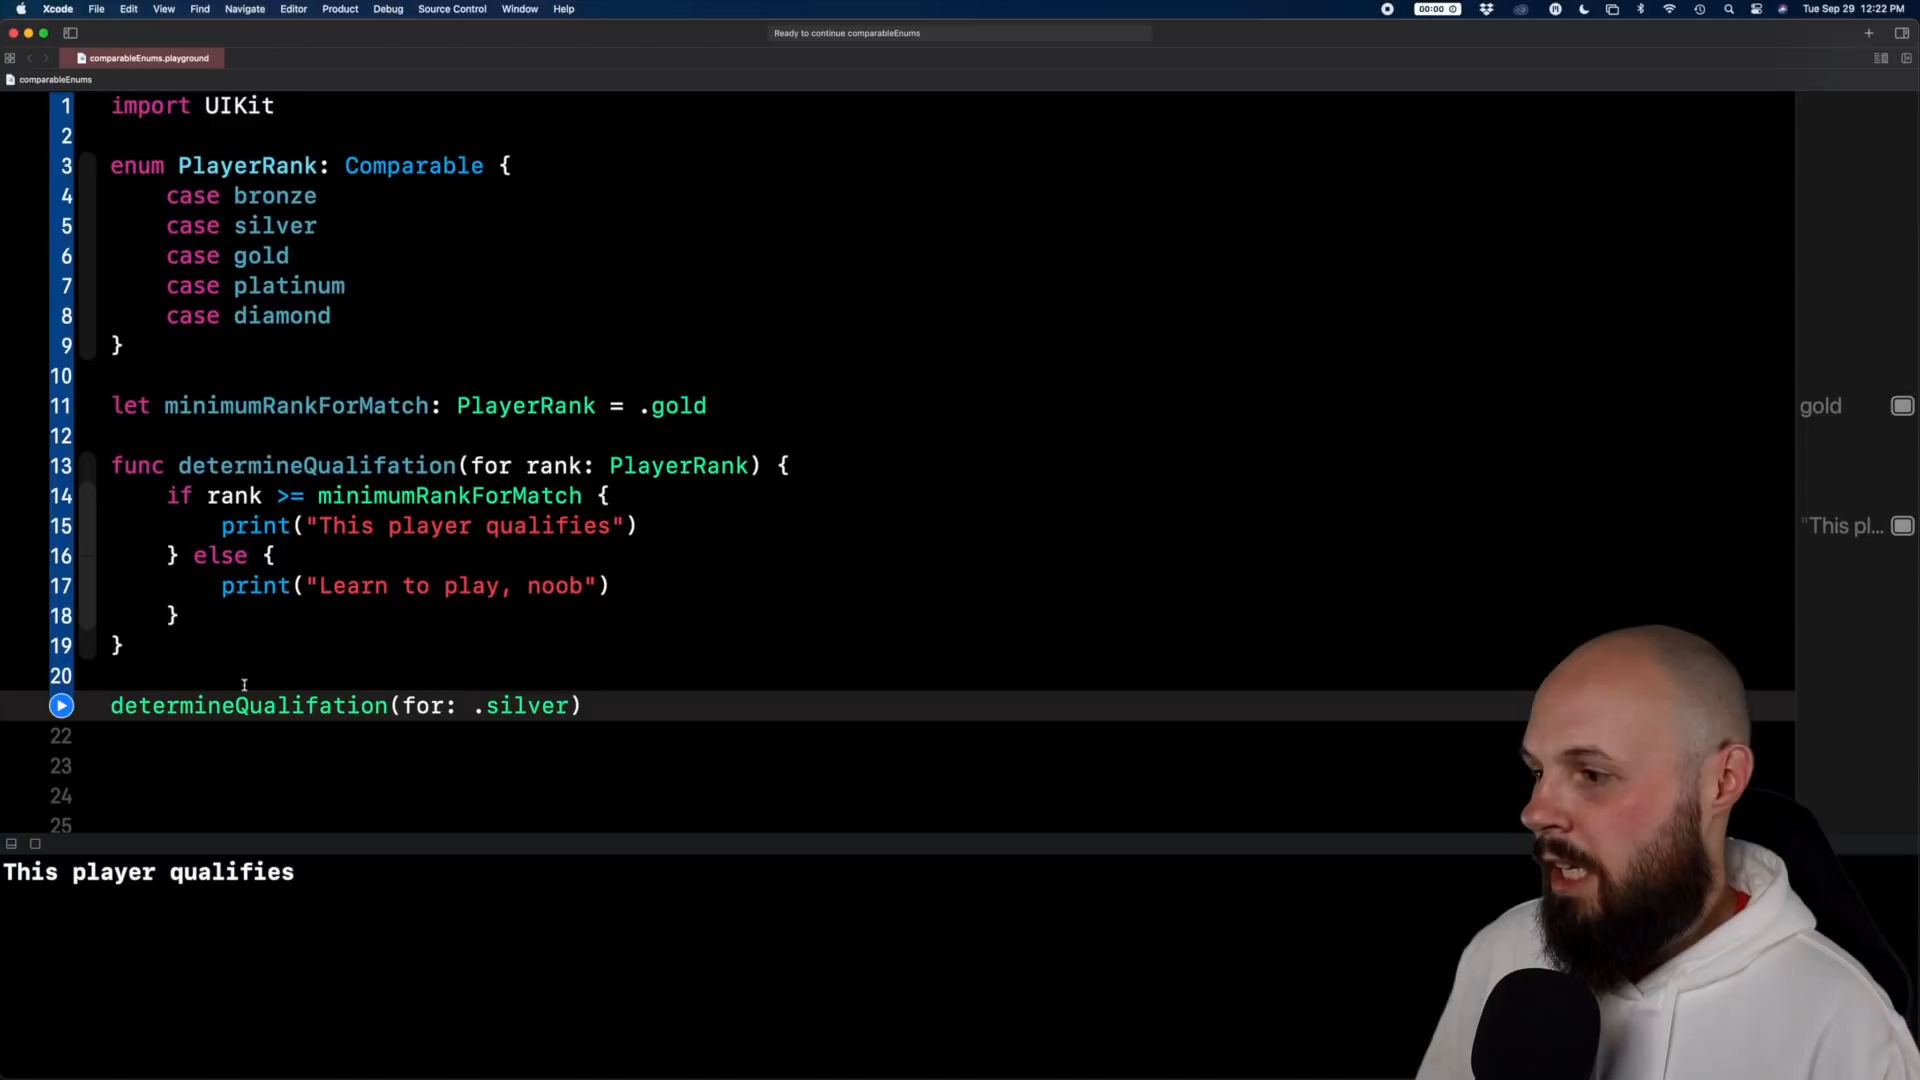 Xcode File Edit View Find Navigate Editor Product Debug Source Control Window Help 00:00 Tue Sep 29 12:22 PM
Ready to continue comparableEnums
comparableEnums.playground
comparableEnums
1 import UIKit
2
3 enum PlayerRank: Comparable {
4 case bronze
5 case silver
6 case gold
7 case platinum
8 case diamond
9 }
10
11 let minimumRankForMatch: PlayerRank = .gold gold
12
13 func determineQualifation(for rank: PlayerRank) {
14 if rank >= minimumRankForMatch {
15 print("This player qualifies") "This pl...
16 } else {
17 print("Learn to play, noob")
18 }
19 }
20
determineQualifation(for: .silver)
22
23
24
25
This player qualifies